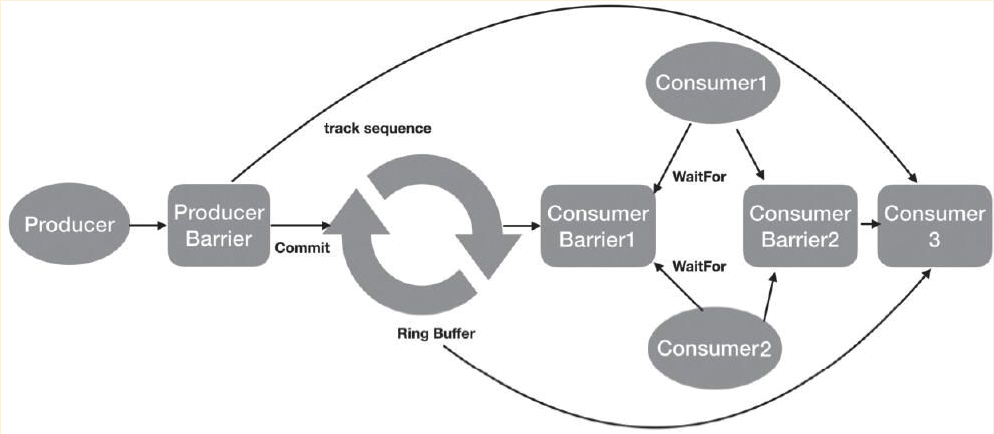 Consumer1
track sequence
WaitFor
Producer
Producer
Barrier
Commit
Consumer
Barrier1
Consumer
Barrier2
Consumer
3
WaitFor
Ring Buffer
Consumer2